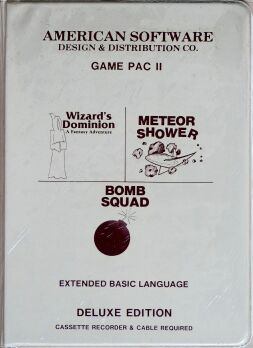 AMERICAN SOFTWARE
DESIGN & DISTRIBUTION CO.
GAME PAC II
Wizard's
Dominion
A Fantasy Adventure
METEOR
SHOWER
BOMB
SQUAD
EXTENDED BASIC LANGUAGE
DELUXE EDITION
CASSETTE RECORDER & CABLE REQUIRED